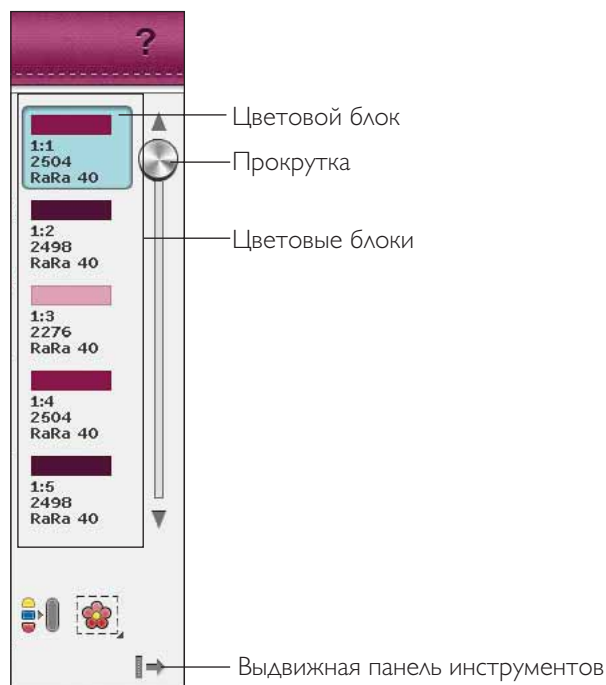 ?
Цветовой блок
1:1
2504
RaRa 40
Прокрутка
1:2
2498
RaRa 40
Цветовые блоки
1:3
2276
RaRa 40
1:4
2504
RaRa 40
1:5
2498
RaRa 40
Выдвижная панель инструментов